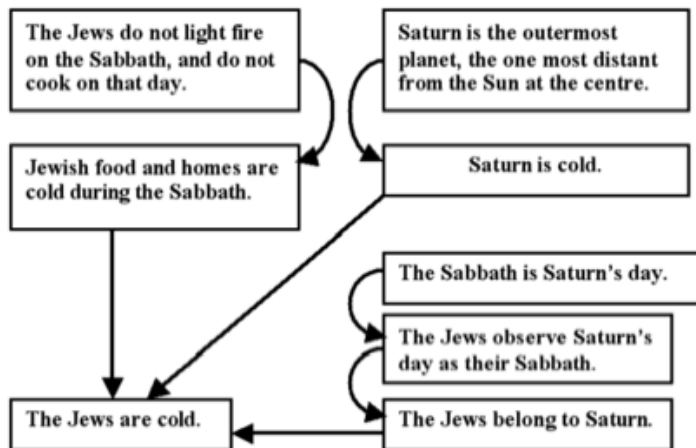 The Jews do not light fire
on the Sabbath, and do not
cook on that day.
Saturn is the outermost
planet, the one most distant
from the Sun at the centre.
Jewish food and homes are
cold during the Sabbath.
Saturn is cold.
The Sabbath is Saturn's day.
The Jews observe Saturn's
day as their Sabbath.
The Jews are cold.
The Jews belong to Saturn.